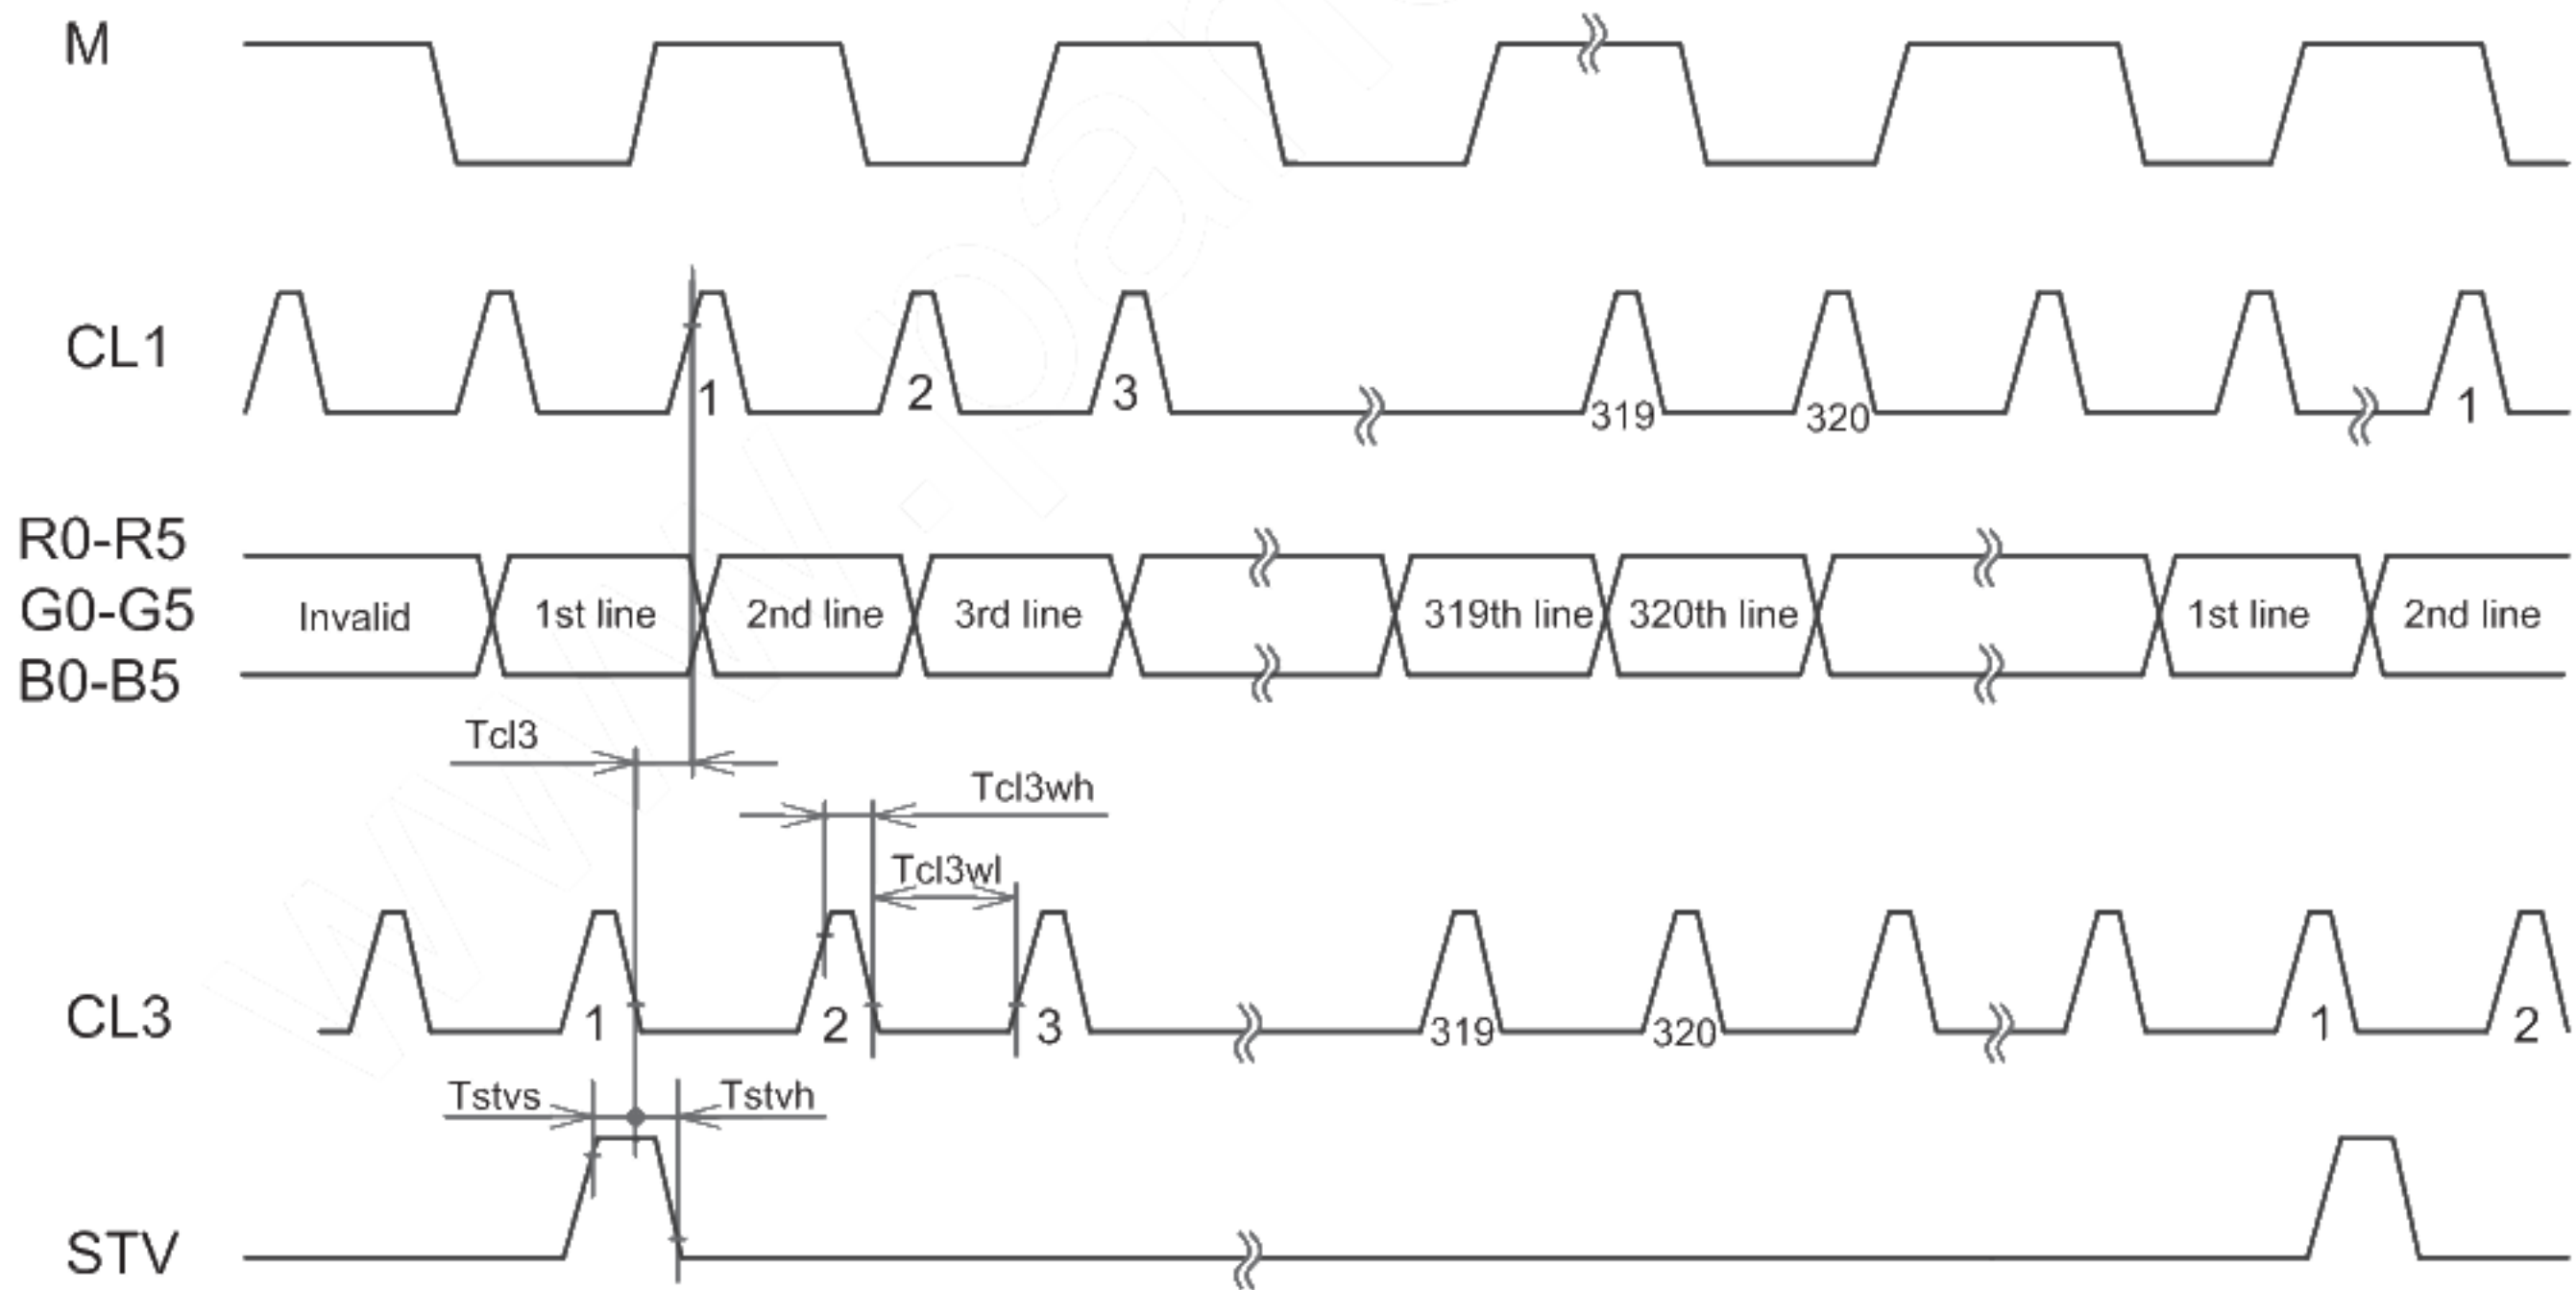 M
CL1
1
2
3
319
320
1
R0-R5
G0-G5
B0-B5
Invalid
1st line
2nd line
3rd line
319th line
320th line
1st line
2nd line
Tcl3
Tcl3wh
Tcl3wl
CL3
1
2
3
319
320
1
2
Tstvs
Tstvh
STV